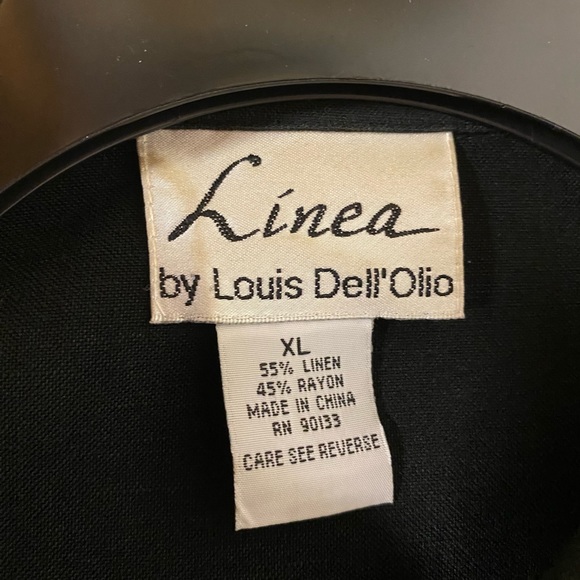 Linea
by Louis Dell'Olio
XL
55% LINEN
45% RAYON
MADE IN CHINA
RN 90133
CARE SEE REVERSE